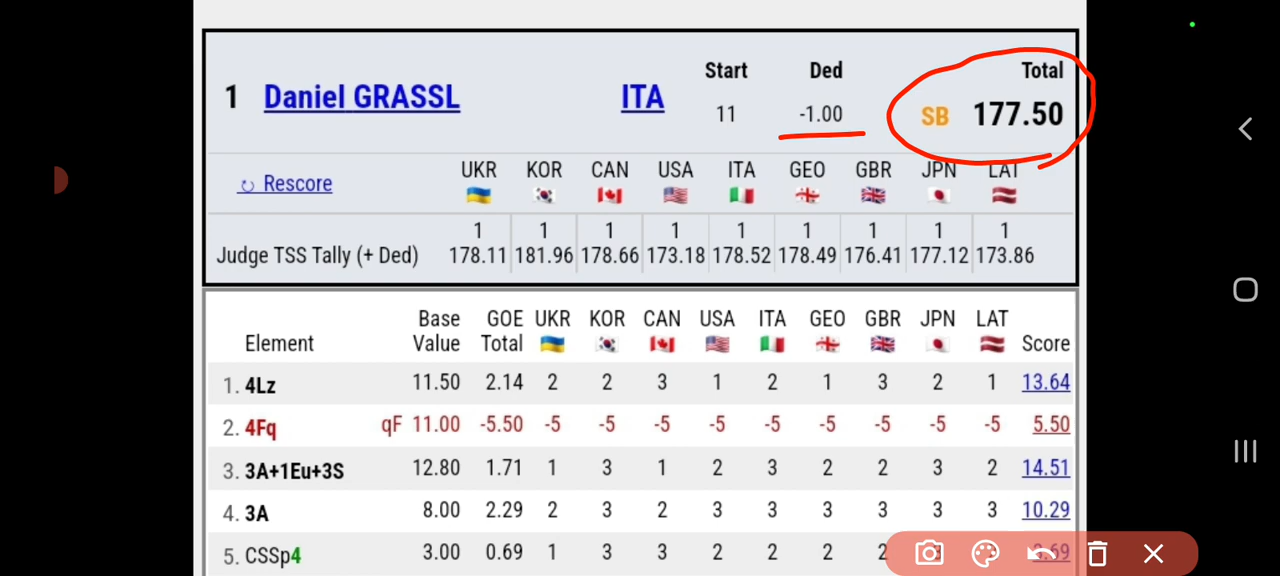 Start Ded Total
1 Daniel GRASSL ITA 11 -1.00 SB 177.50
Rescore UKR KOR CAN USA ITA GEO GBR JPN LAT
1 1 1 1 1 1 1 1 1
Judge TSS Tally (+ Ded) 178.11 181.96 178.66 173.18 178.52 178.49 176.41 177.12 173.86
Base GOE UKR KOR CAN USA ITA GEO GBR JPN LAT
Element Value Total Score
1. 4Lz 11.50 2.14 2 2 3 1 2 1 3 2 1 13.64
2. 4Fq qF 11.00 -5.50 -5 -5 -5 -5 -5 -5 -5 -5 -5 5.50
3. 3A+1Eu+3S 12.80 1.71 1 3 1 2 3 2 2 3 2 14.51
4. 3A 8.00 2.29 2 3 2 3 3 3 3 3 3 10.29
5. CSSp4 3.00 0.69 1 3 3 2 2 2 2